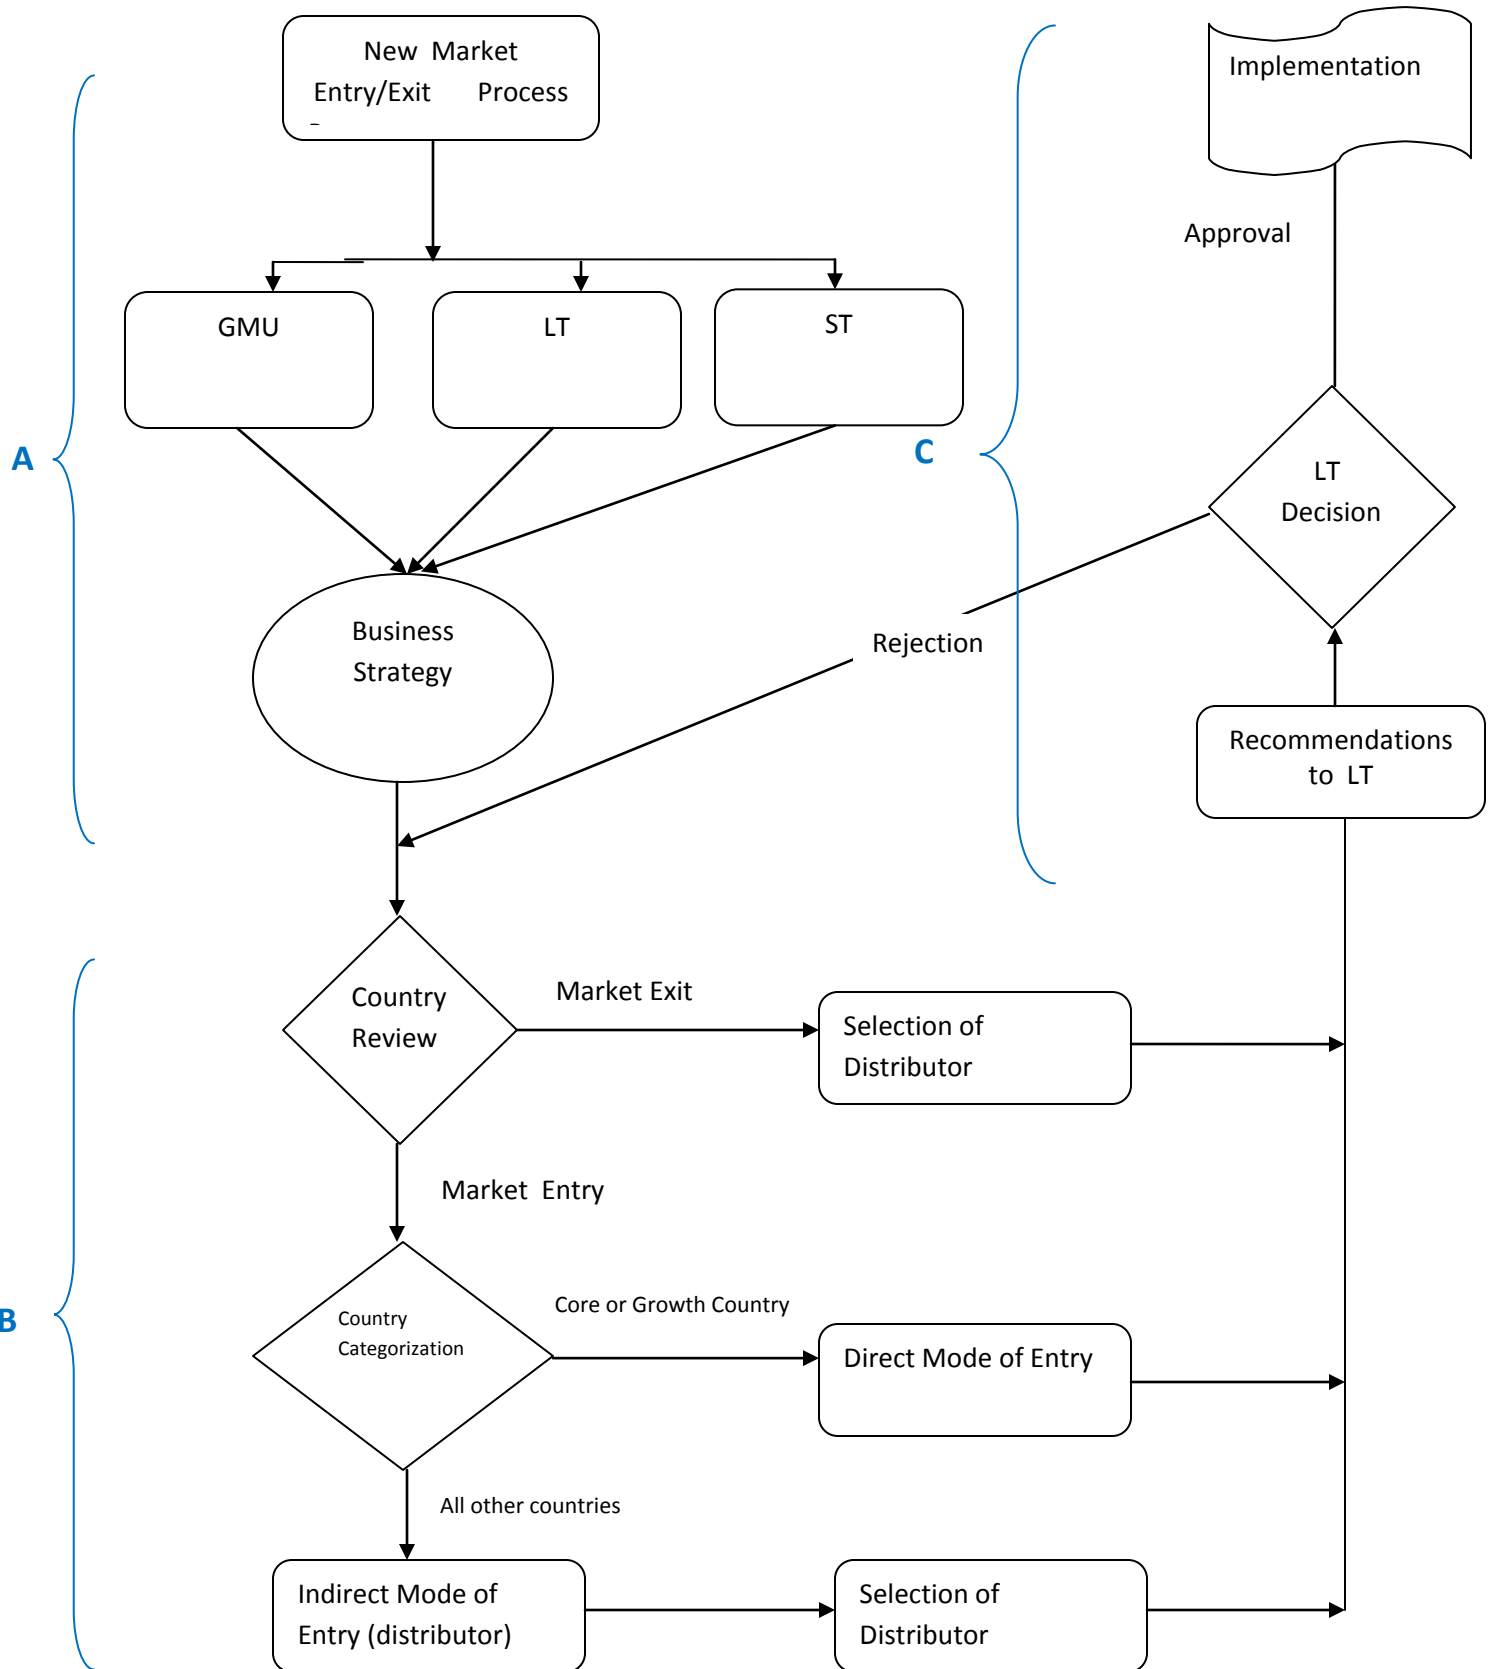 New Market
Entry/Exit Process
GMU
LT
ST
A
Business
Strategy
C
Implementation
Approval
LT
Decision
Rejection
Recommendations
to LT
B
Country
Review
Market Exit
Selection of
Distributor
Market Entry
Country
Categorization
Core or Growth Country
Direct Mode of Entry
All other countries
Indirect Mode of
Entry (distributor)
Selection of
Distributor